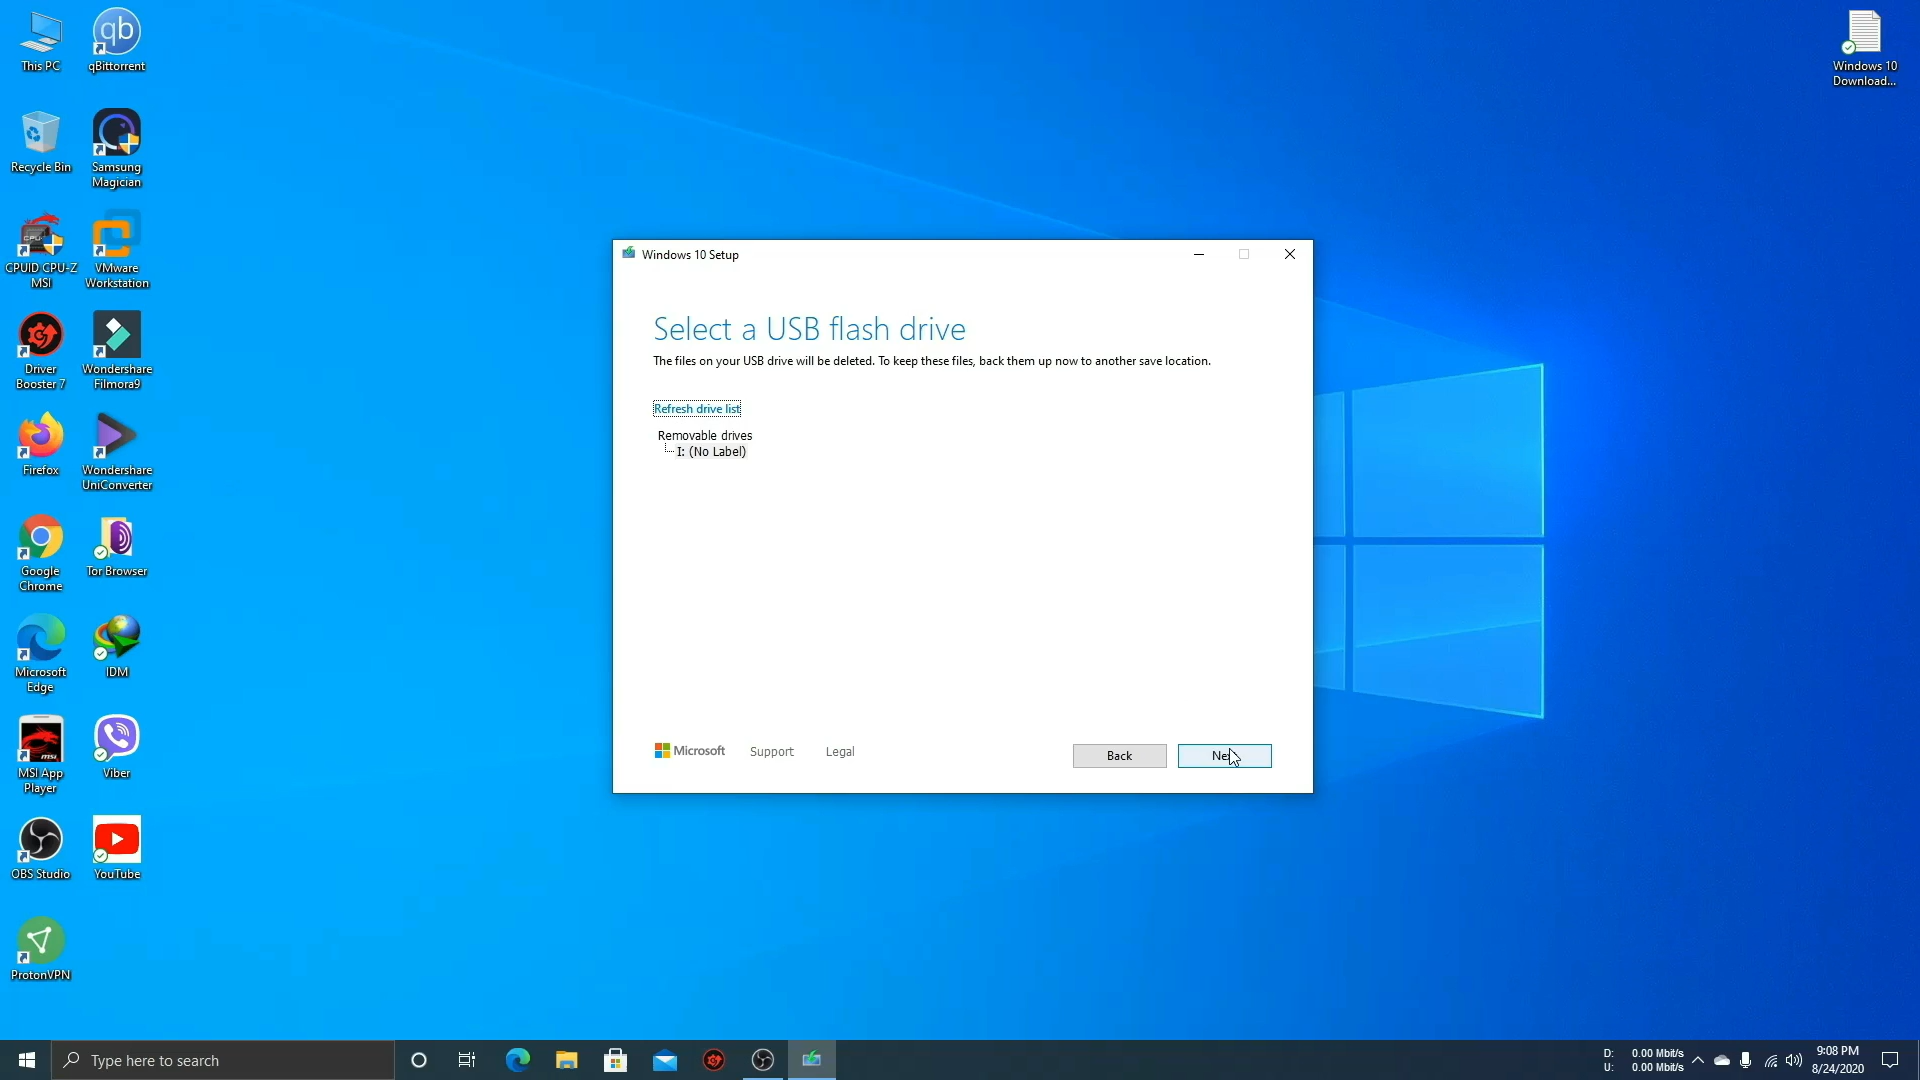 This PC
qb
qBittorrent
Recycle Bin
Samsung
Magician
CPU
CPUID CPU-Z
MSI
VMware
Workstation
Driver
Booster 7
Wondershare
Filmora9
Firefox
Wondershare
UniConverter
Google
Chrome
Tor Browser
Microsoft
Edge
IDM
msi
MSI App
Player
Viber
OBS Studio
YouTube
ProtonVPN
Windows 10
Download...
Windows 10 Setup
Select a USB flash drive
The files on your USB drive will be deleted. To keep these files, back them up now to another save location.
Refresh drive list
Removable drives
I: (No Label)
Microsoft
Support
Legal
Back
Type here to search
D: 0.00 Mbit/s
U: 0.00 Mbit/s
9:08 PM
8/24/2020